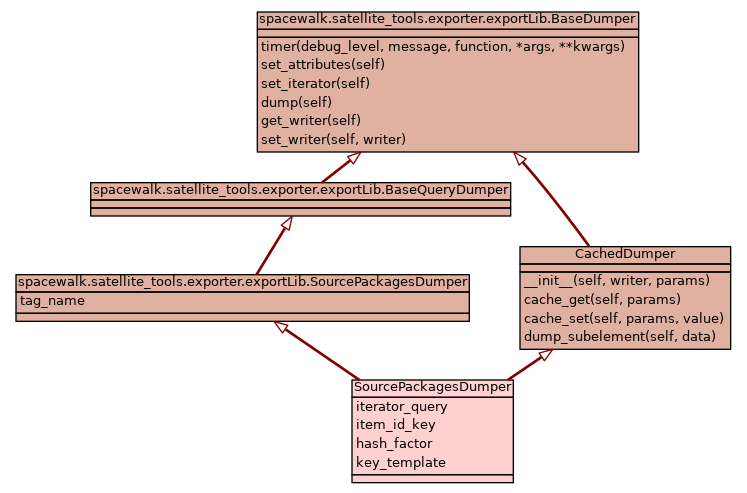 spacewalk.satellite_tools.exporter.exportLib.BaseDumper
timer(debug_level, message, function, *args, **kwargs)
set_attributes(self)
set_iterator(self)
dump(self)
get_writer(self)
set_writer(self, writer)
spacewalk.satellite_tools.exporter.exportLib.BaseQueryDumper
CachedDumper
__init__(self, writer, params)
cache_get(self, params)
cache_set(self, params, value)
dump_subelement(self, data)
spacewalk.satellite_tools.exporter.exportLib.SourcePackagesDumper
tag_name
SourcePackagesDumper
iterator_query
item_id_key
hash_factor
key_template